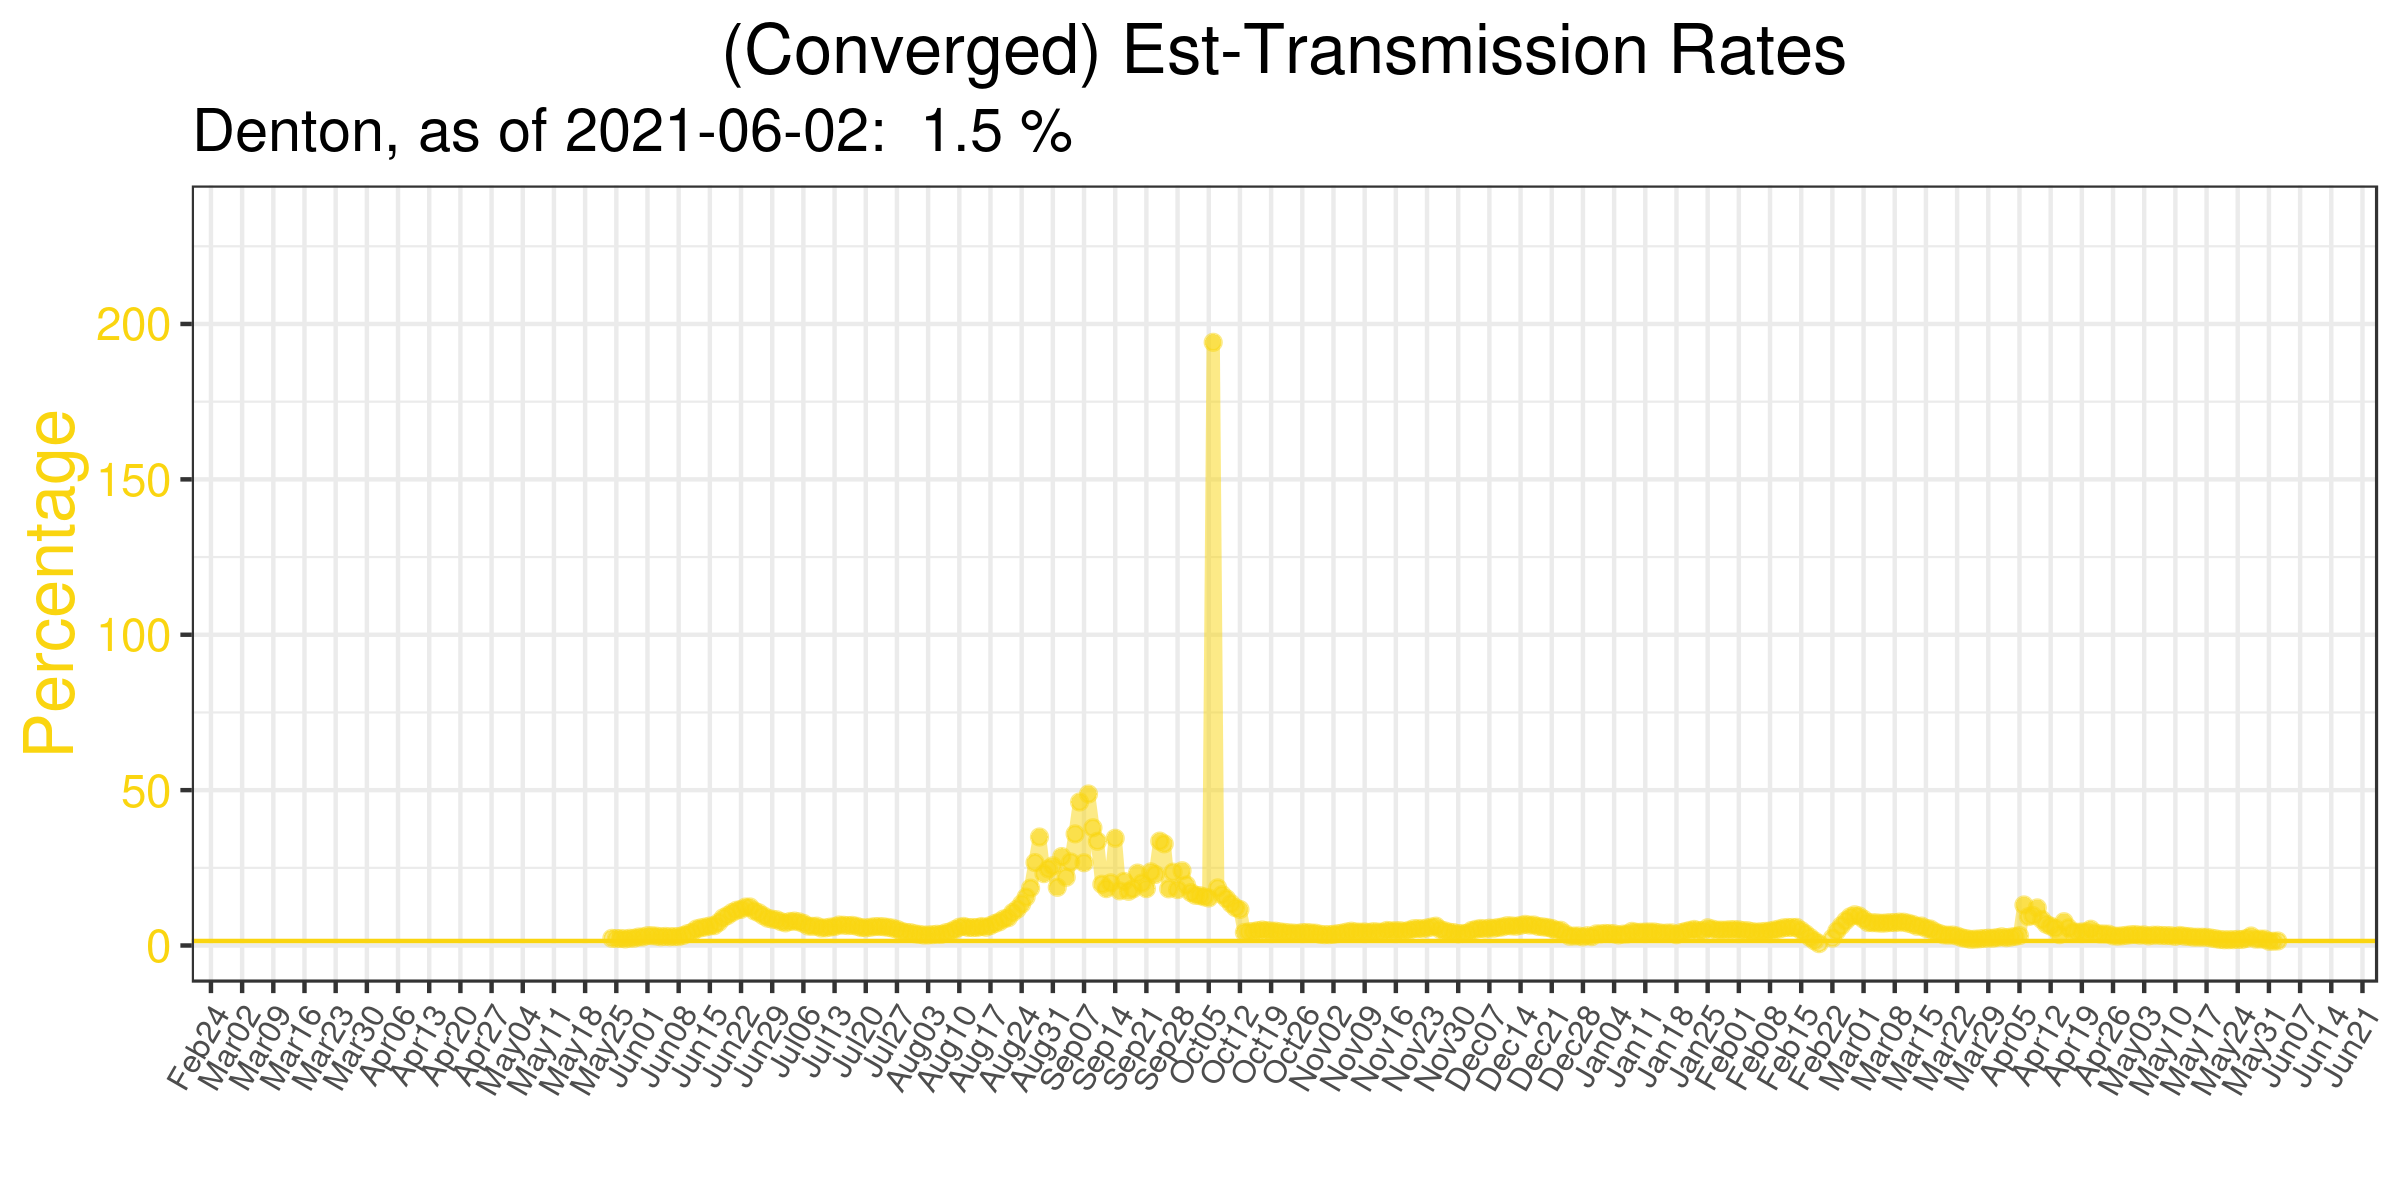 (Converged) Est-Transmission Rates
Denton, as of 2021-06-02:  1.5 %
Percentage
200
150
100
50
0
Feb24
Mar02
Mar09
Mar16
Mar23
Mar30
Apr06
Apr13
Apr20
Apr27
May04
May11
May18
May25
Jun01
Jun08
Jun15
Jun22
Jun29
Jul06
Jul13
Jul20
Jul27
Aug03
Aug10
Aug17
Aug24
Aug31
Sep07
Sep14
Sep21
Sep28
Oct05
Oct12
Oct19
Oct26
Nov02
Nov09
Nov16
Nov23
Nov30
Dec07
Dec14
Dec21
Dec28
Jan04
Jan11
Jan18
Jan25
Feb01
Feb08
Feb15
Feb22
Mar01
Mar08
Mar15
Mar22
Mar29
Apr05
Apr12
Apr19
Apr26
May03
May10
May17
May24
May31
Jun07
Jun14
Jun21